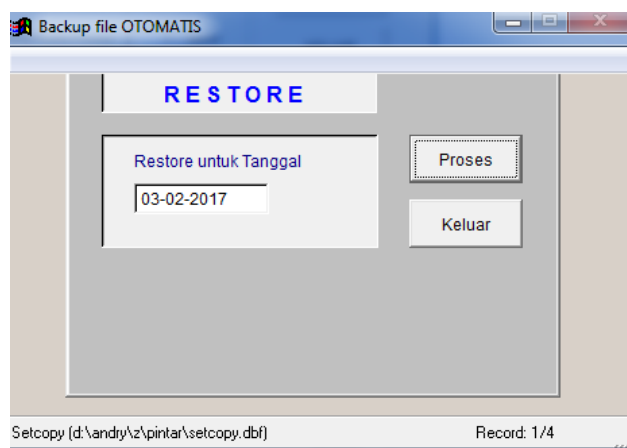 Backup file OTOMATIS
RESTORE
Restore untuk Tanggal
03-02-2017
Proses
Keluar
Setcopy (d:\andry\z\pintar\setcopy.dbf) Record: 1/4